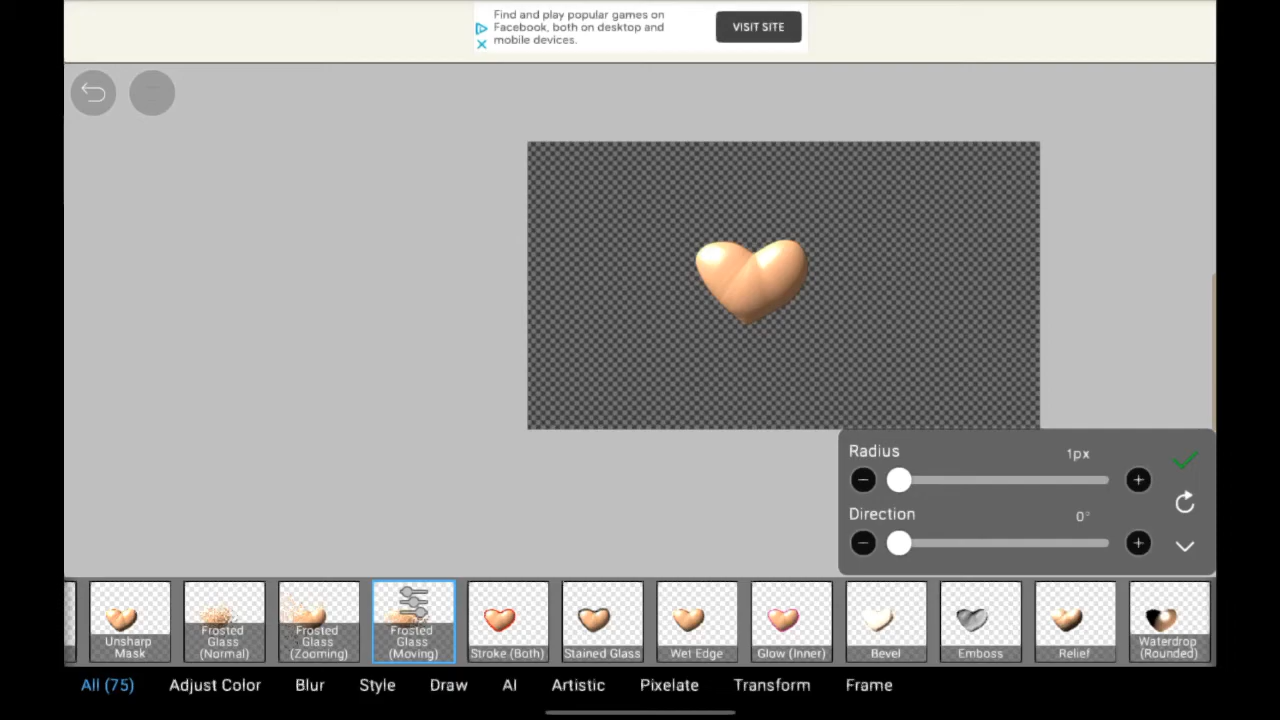 Find and play popular games on
Facebook, both on desktop and
mobile devices.
VISIT SITE
Radius
1px
Direction
0°
Unsharp
Mask
Frosted
Glass
(Normal)
Frosted
Glass
(Zooming)
Frosted
Glass
(Moving)
Stroke (Both)
Stained Glass
Wet Edge
Glow (Inner)
Bevel
Emboss
Relief
Waterdrop
(Rounded)
All (75)
Adjust Color
Blur
Style
Draw
AI
Artistic
Pixelate
Transform
Frame